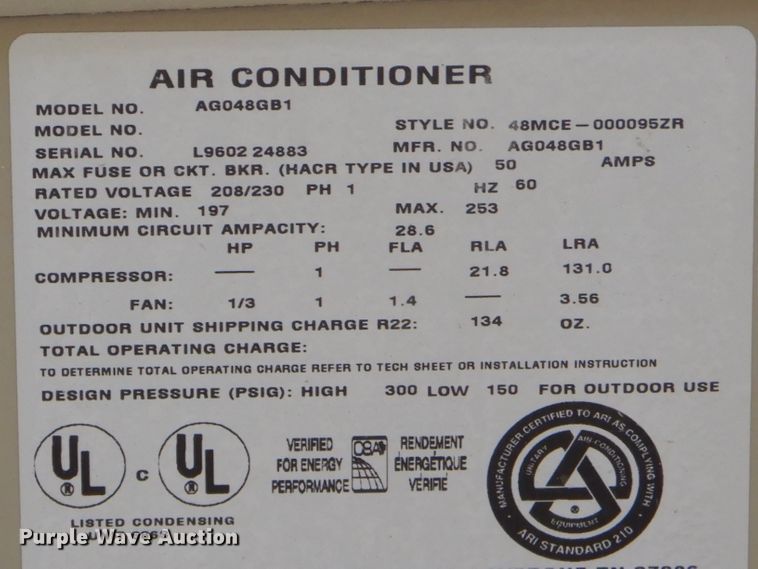 AIR CONDITIONER
MODEL NO. AG048GB1
MODEL NO. STYLE NO. 48MCE-000095ZR
SERIAL NO. L9602 24883 MFR. NO. AG048GB1
MAX FUSE OR CKT. BKR. (HACR TYPE IN USA) 50 AMPS
RATED VOLTAGE 208/230 PH 1 HZ 60
VOLTAGE: MIN. 197 MAX. 253
MINIMUM CIRCUIT AMPACITY: 28.6
HP PH FLA RLA LRA
COMPRESSOR: — 1 — 21.8 131.0
FAN: 1/3 1 1.4 — 3.56
OUTDOOR UNIT SHIPPING CHARGE R22: 134 OZ.
TOTAL OPERATING CHARGE:
TO DETERMINE TOTAL OPERATING CHARGE REFER TO TECH SHEET OR INSTALLATION INSTRUCTION
DESIGN PRESSURE (PSIG): HIGH 300 LOW 150 FOR OUTDOOR USE
UL ® C UL ®
LISTED CONDENSING
VERIFIED
FOR ENERGY
PERFORMANCE
RENDEMENT
ENERGÉTIQUE
VÉRIFIÉ
MANUFACTURER CERTIFIED TO ARI AS COMPLYING WITH
ARI STANDARD 210
UNITARY AIR-CONDITIONING
EQUIPMENT
®
Purple Wave Auction